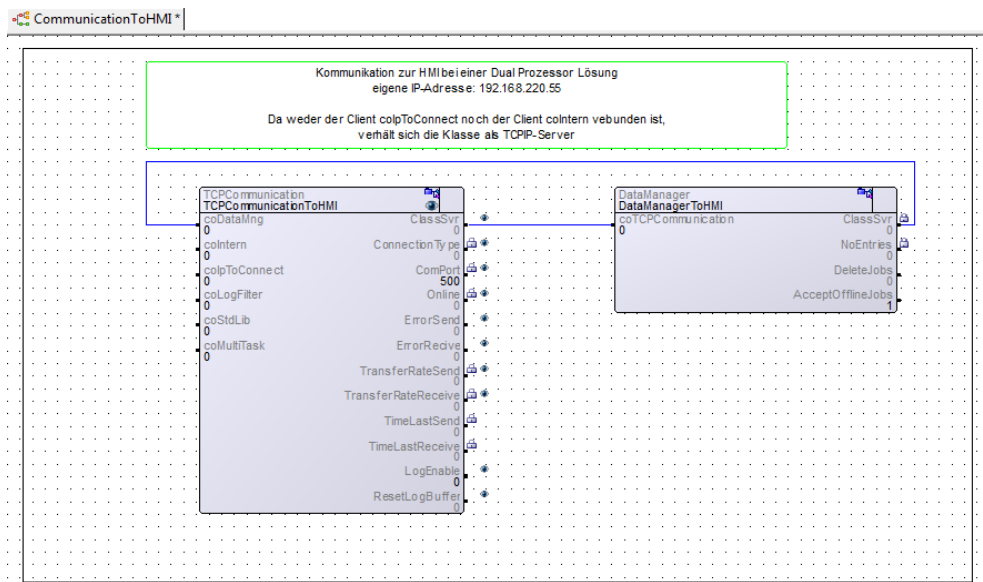 CommunicationToHMI *
Kommunikation zur HMI bei einer Dual Prozessor Lösung
eigene IP-Adresse: 192.168.220.55
Da weder der Client coIpToConnect noch der Client coIntern vebunden ist,
verhält sich die Klasse als TCPIP-Server
TCPCommunication
TCPCommunicationToHMI
coDataMng
0
ClassSvr
0
coIntern
0
ConnectionType
0
coIpToConnect
0
ComPort
500
coLogFilter
0
Online
0
coStdLib
0
ErrorSend
0
coMultiTask
0
ErrorRecive
0
TransferRateSend
0
TransferRateReceive
0
TimeLastSend
0
TimeLastReceive
0
LogEnable
0
ResetLogBuffer
0
DataManager
DataManagerToHMI
coTCPCommunication
0
ClassSvr
0
NoEntries
0
DeleteJobs
0
AcceptOfflineJobs
1